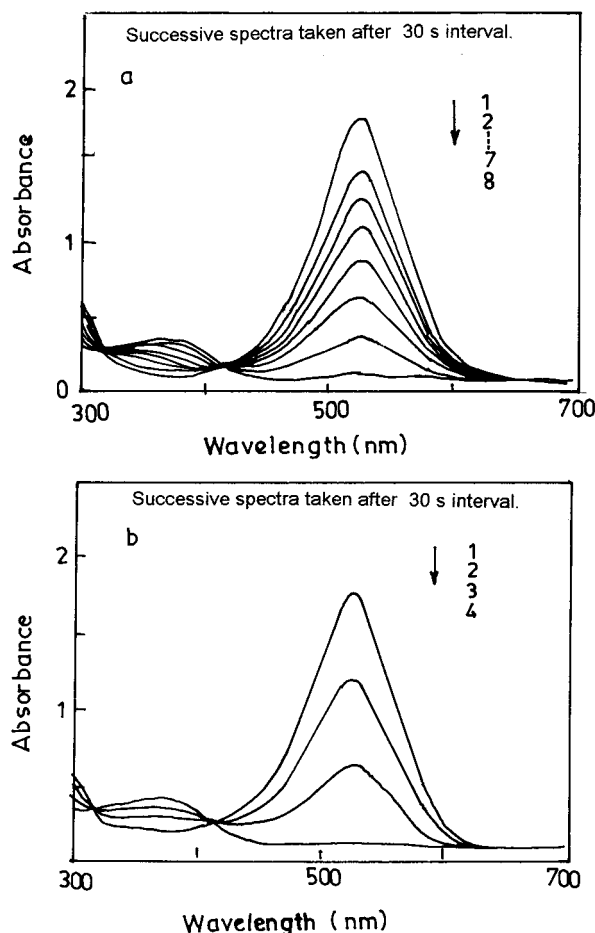 Successive spectra taken after 30 s interval.
a
2
1
0
1
2
7
8
Absorbance
300
500
700
Wavelength (nm)
Successive spectra taken after 30 s interval.
b
2
1
1
2
3
4
Absorbance
300
500
700
Wavelength (nm)